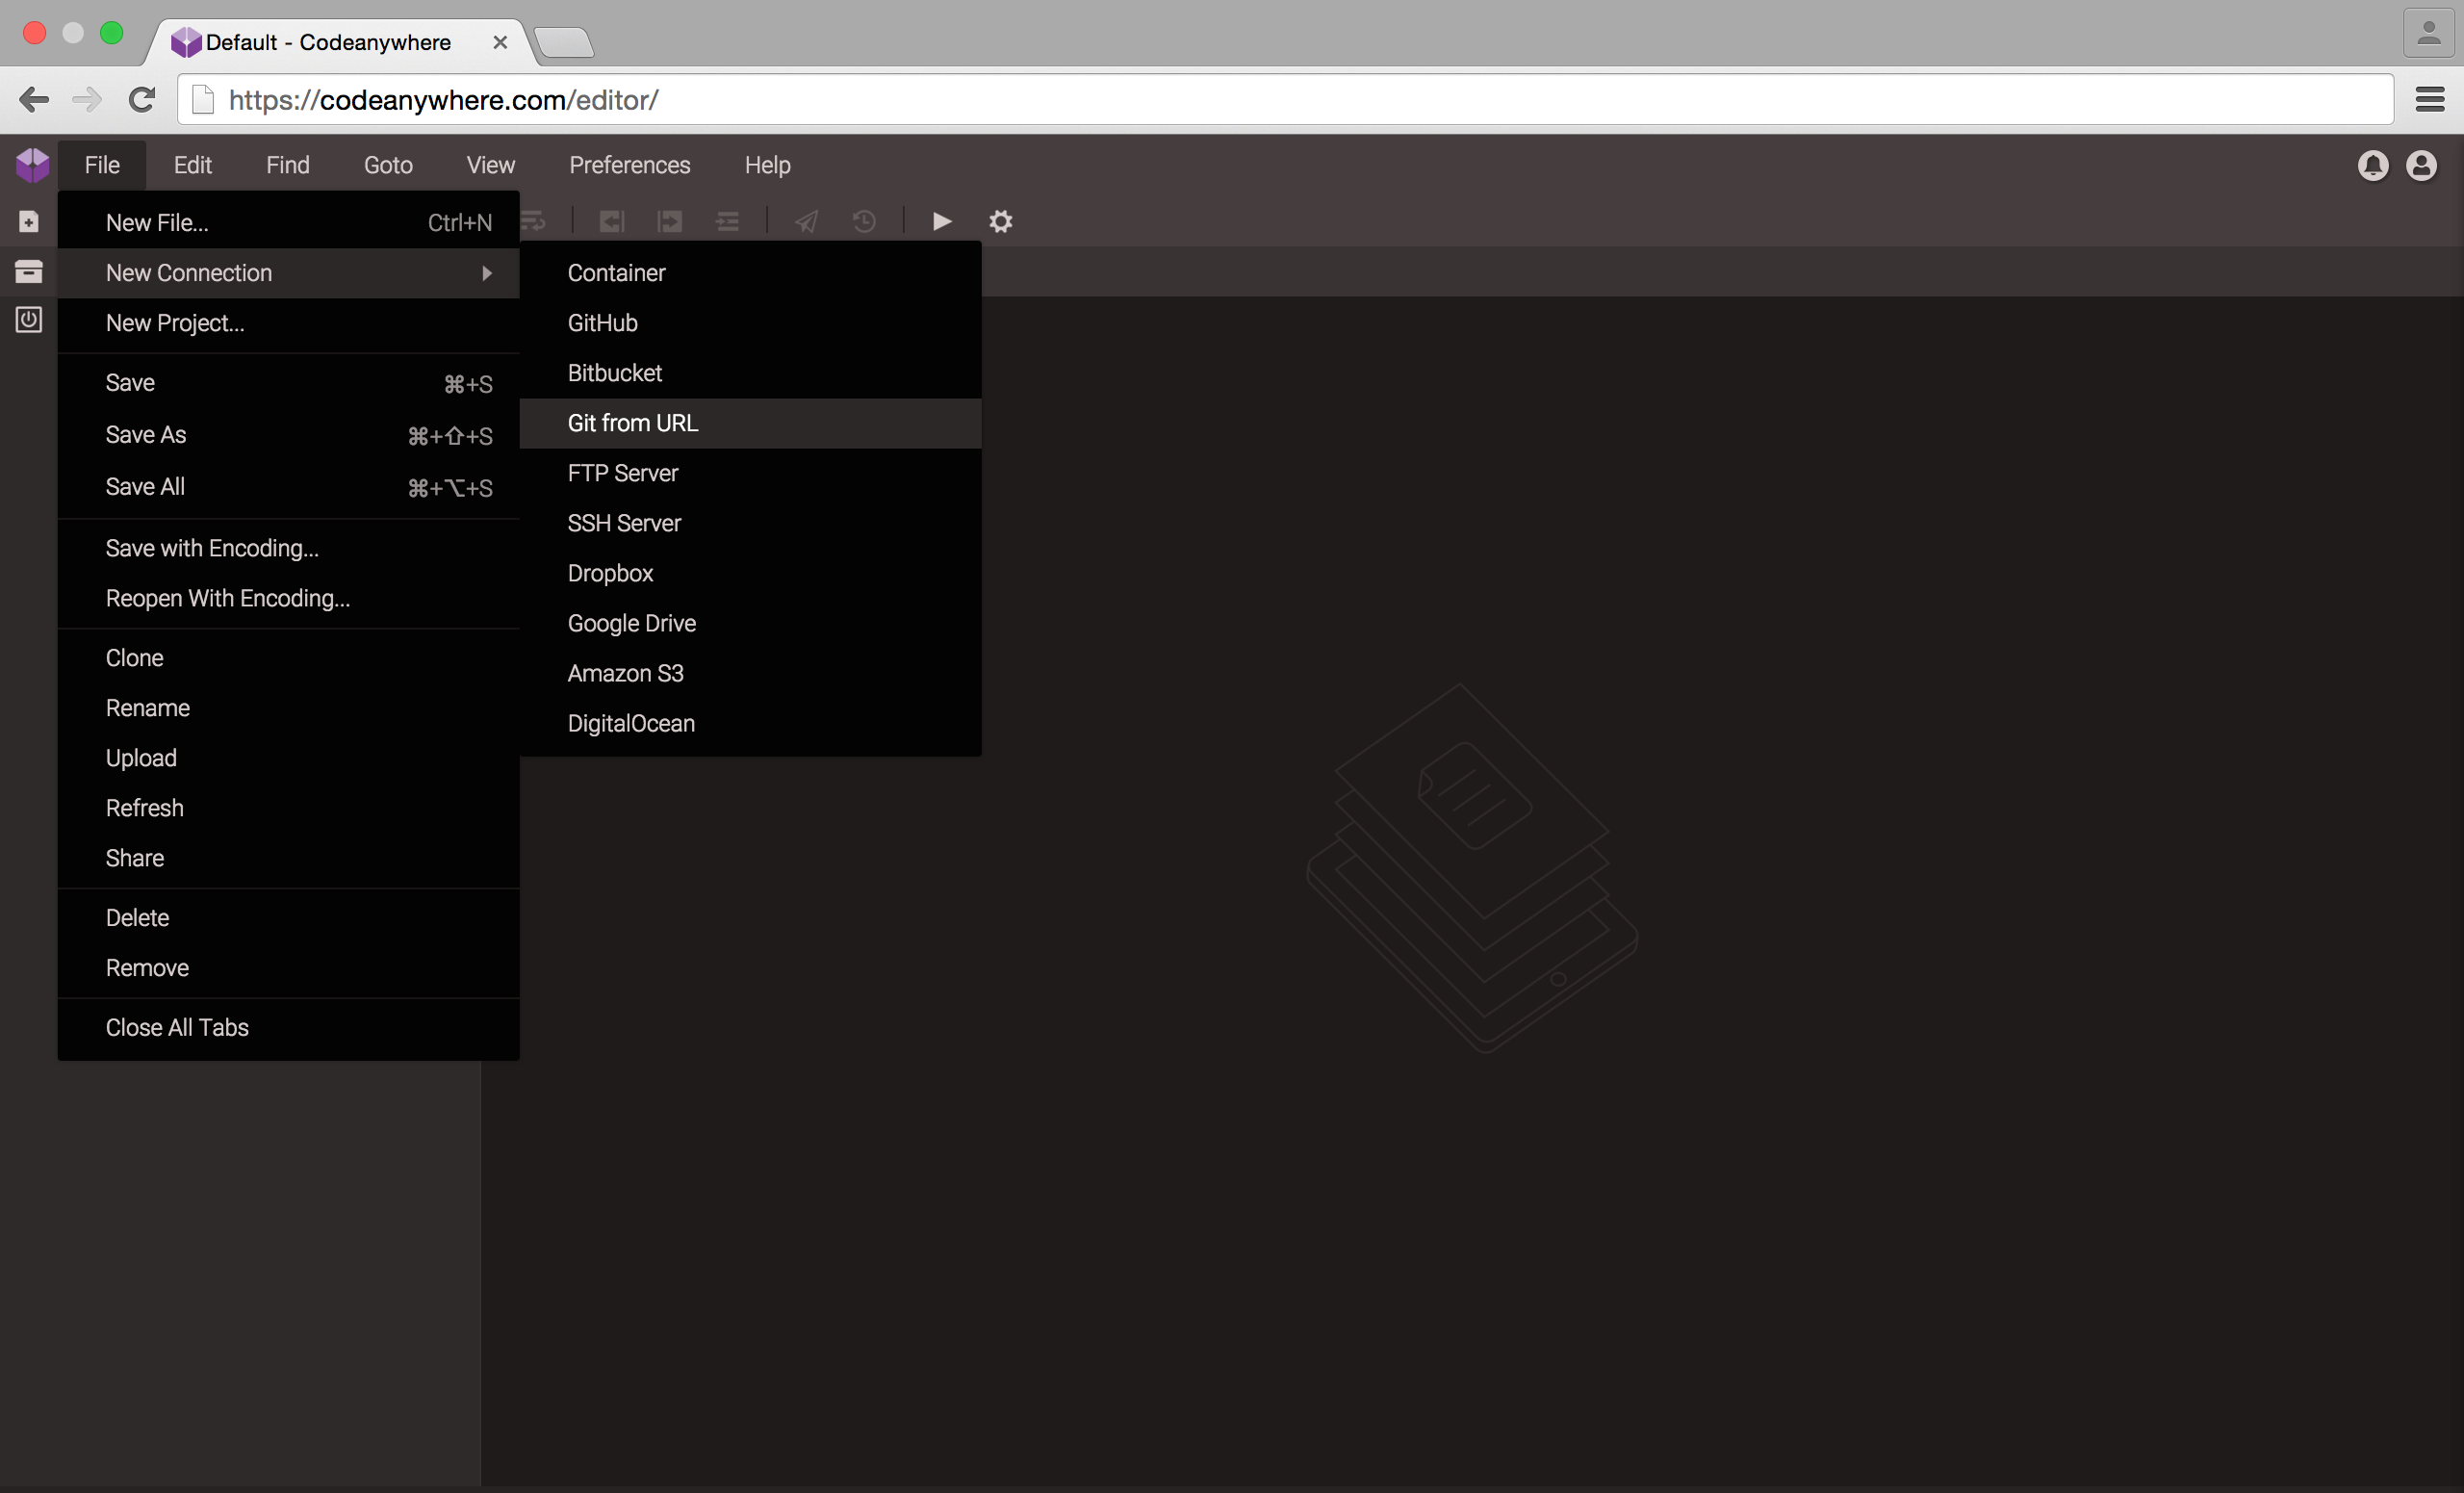 Default - Codeanywhere
https://codeanywhere.com/editor/
File Edit Find Goto View Preferences Help
New File... Ctrl+N
New Connection
New Project...
Save ⌘+S
Save As ⌘+⇧+S
Save All ⌘+⌥+S
Save with Encoding...
Reopen With Encoding...
Clone
Rename
Upload
Refresh
Share
Delete
Remove
Close All Tabs
Container
GitHub
Bitbucket
Git from URL
FTP Server
SSH Server
Dropbox
Google Drive
Amazon S3
DigitalOcean